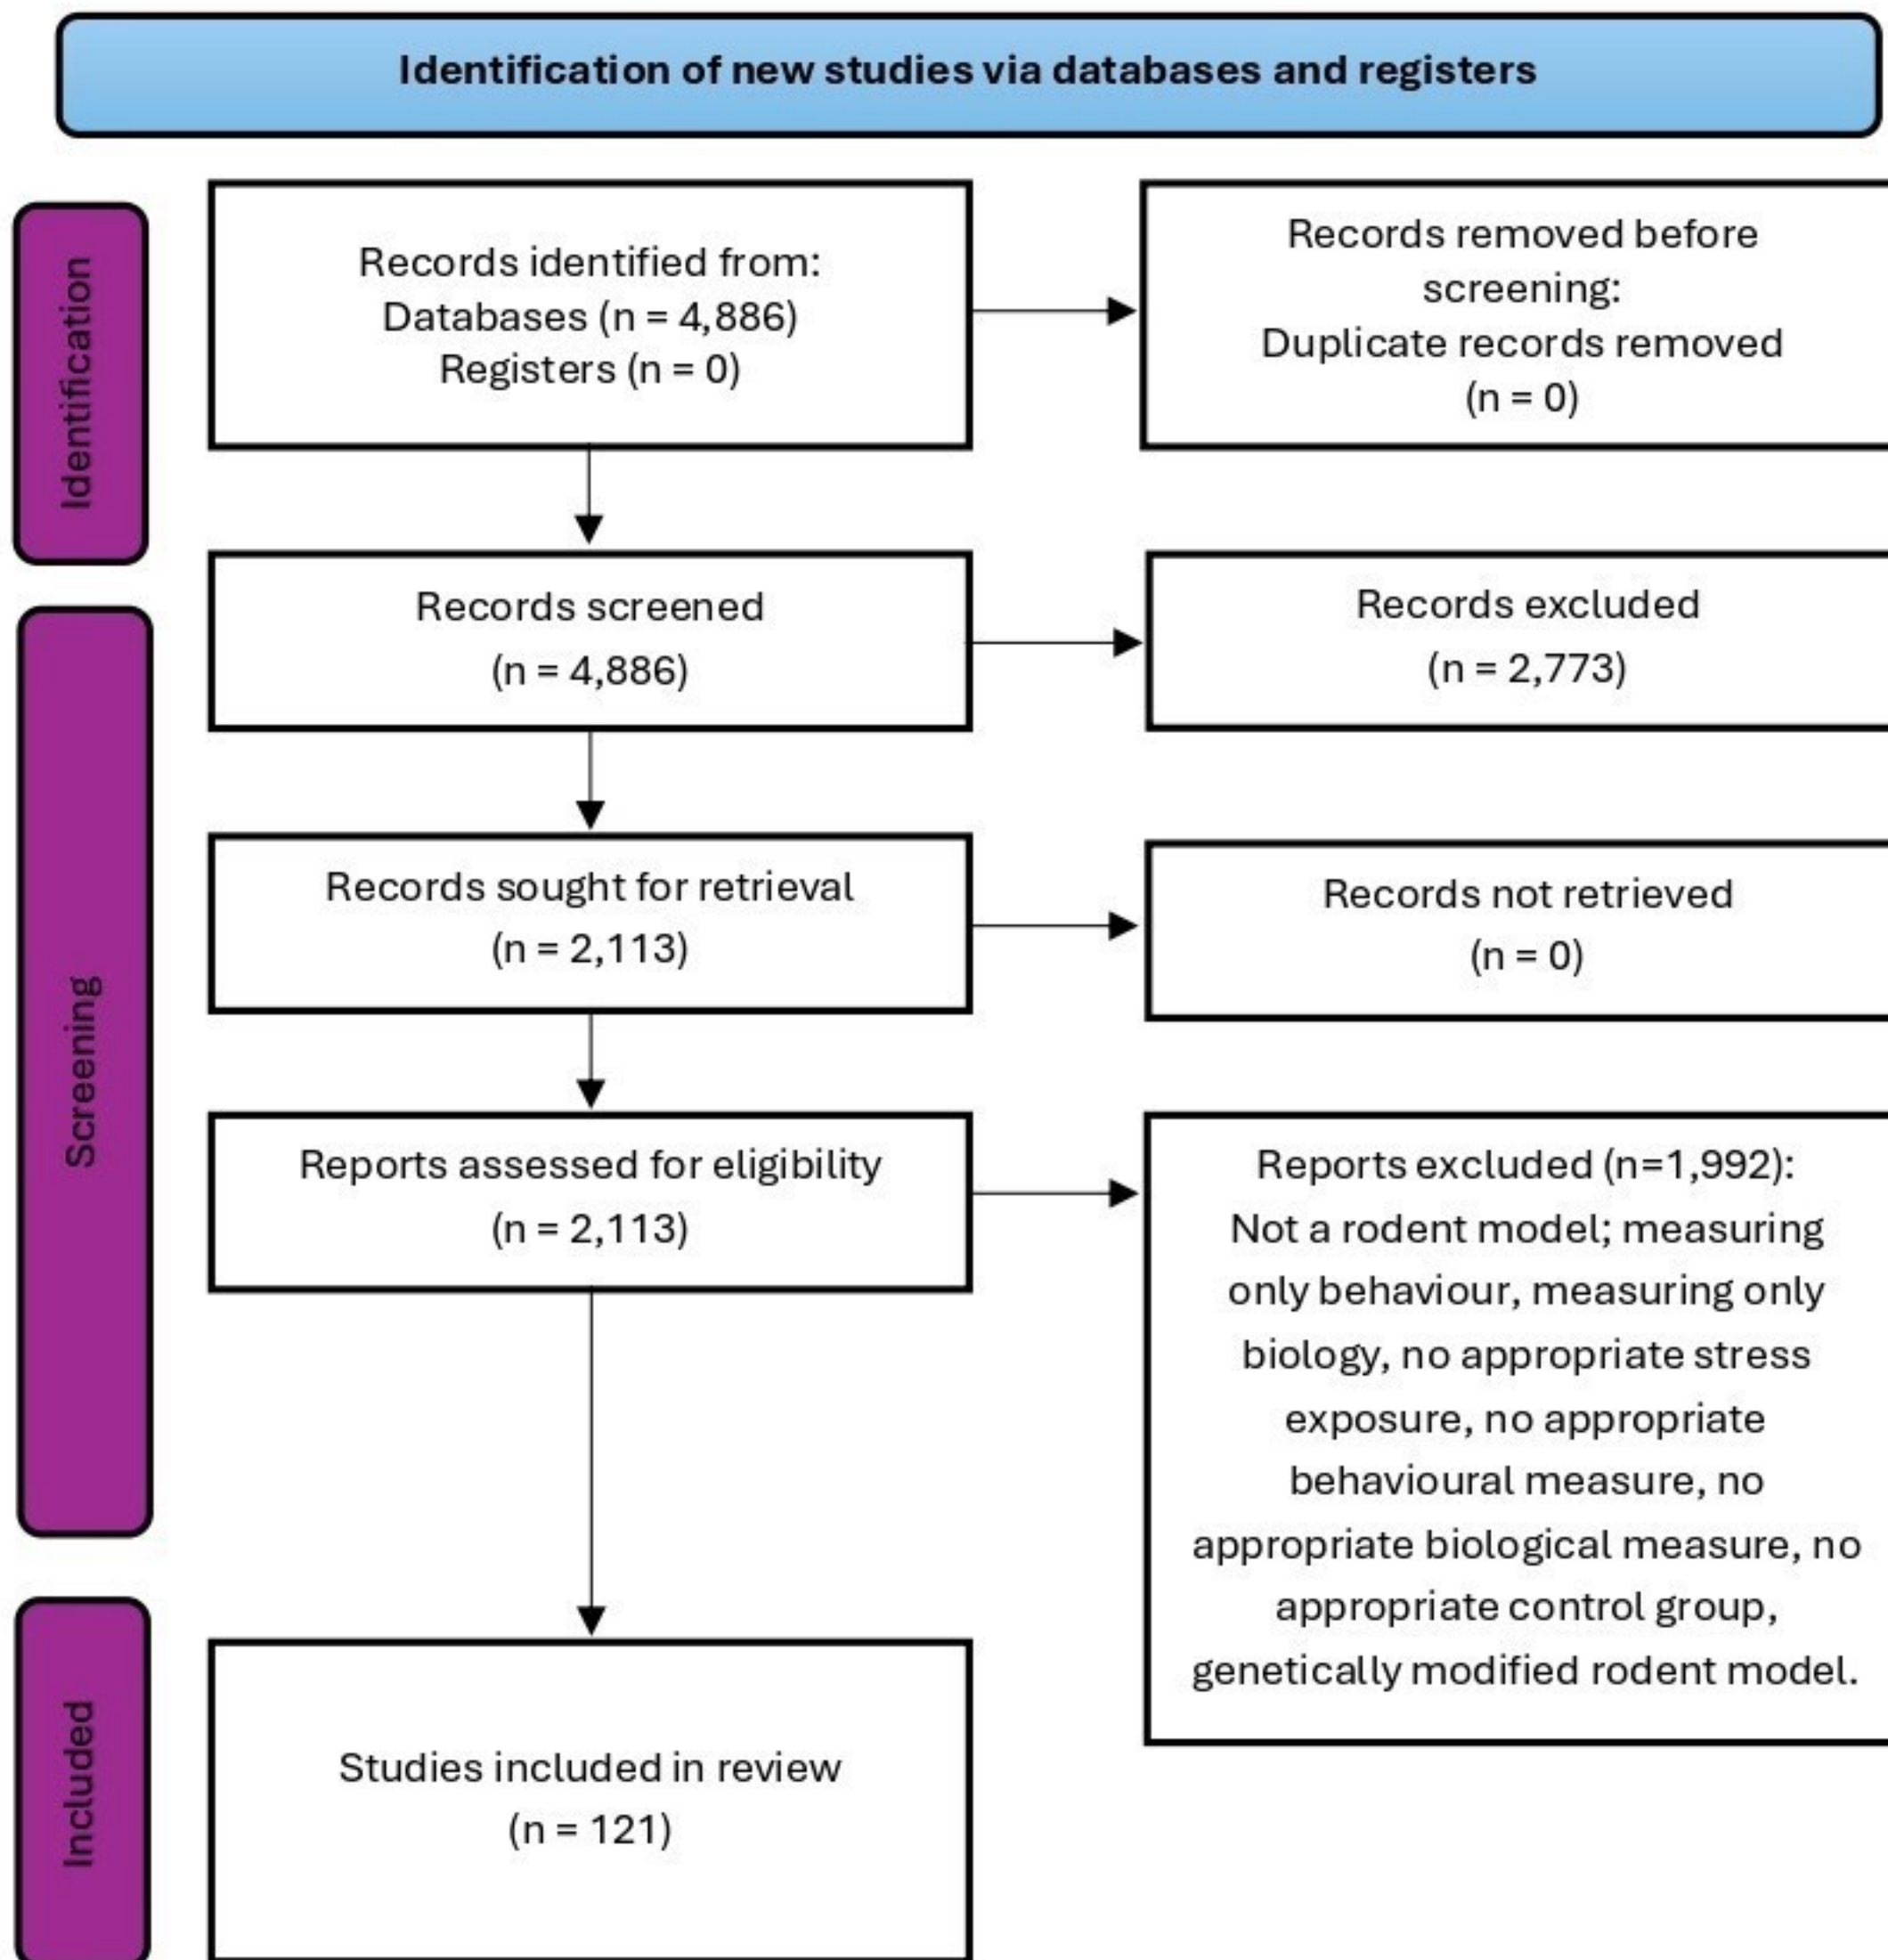 Identification of new studies via databases and registers
Identification
Records identified from:
Databases (n = 4,886)
Registers (n = 0)
Records removed before
screening:
Duplicate records removed
(n = 0)
Screening
Records screened
(n = 4,886)
Records excluded
(n = 2,773)
Records sought for retrieval
(n = 2,113)
Records not retrieved
(n = 0)
Reports assessed for eligibility
(n = 2,113)
Reports excluded (n=1,992):
Not a rodent model; measuring
only behaviour, measuring only
biology, no appropriate stress
exposure, no appropriate
behavioural measure, no
appropriate biological measure, no
appropriate control group,
genetically modified rodent model.
Included
Studies included in review
(n = 121)